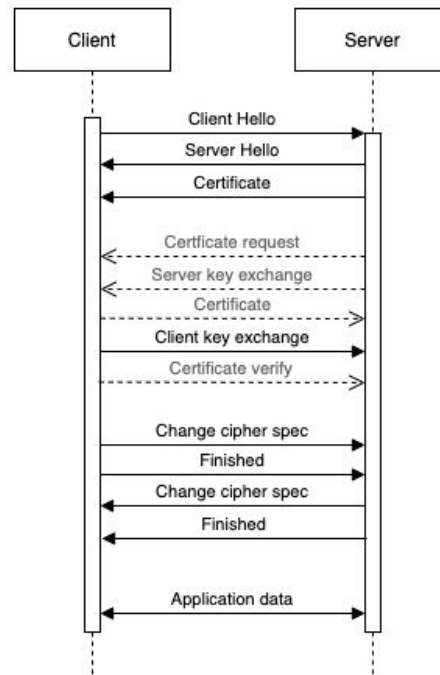 Client
Server
Client Hello
Server Hello
Certificate
Certficate request
Server key exchange
Certificate
Client key exchange
Certificate verify
Change cipher spec
Finished
Change cipher spec
Finished
Application data